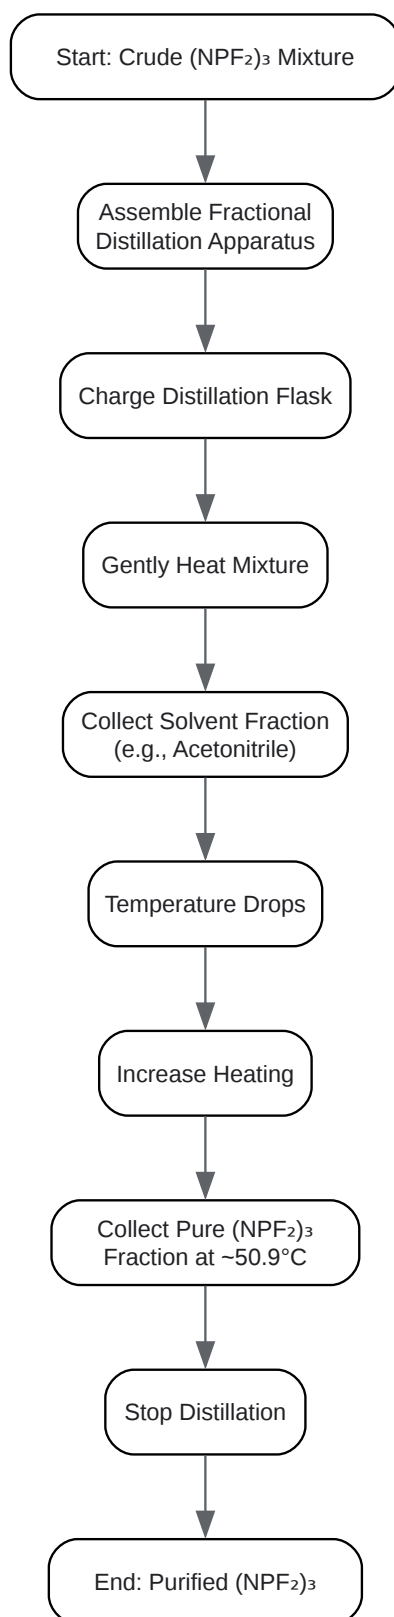 Start: Crude (NPF₂)₃ Mixture
Assemble Fractional
Distillation Apparatus
Charge Distillation Flask
Gently Heat Mixture
Collect Solvent Fraction
(e.g., Acetonitrile)
Temperature Drops
Increase Heating
Collect Pure (NPF₂)₃
Fraction at ~50.9°C
Stop Distillation
End: Purified (NPF₂)₃